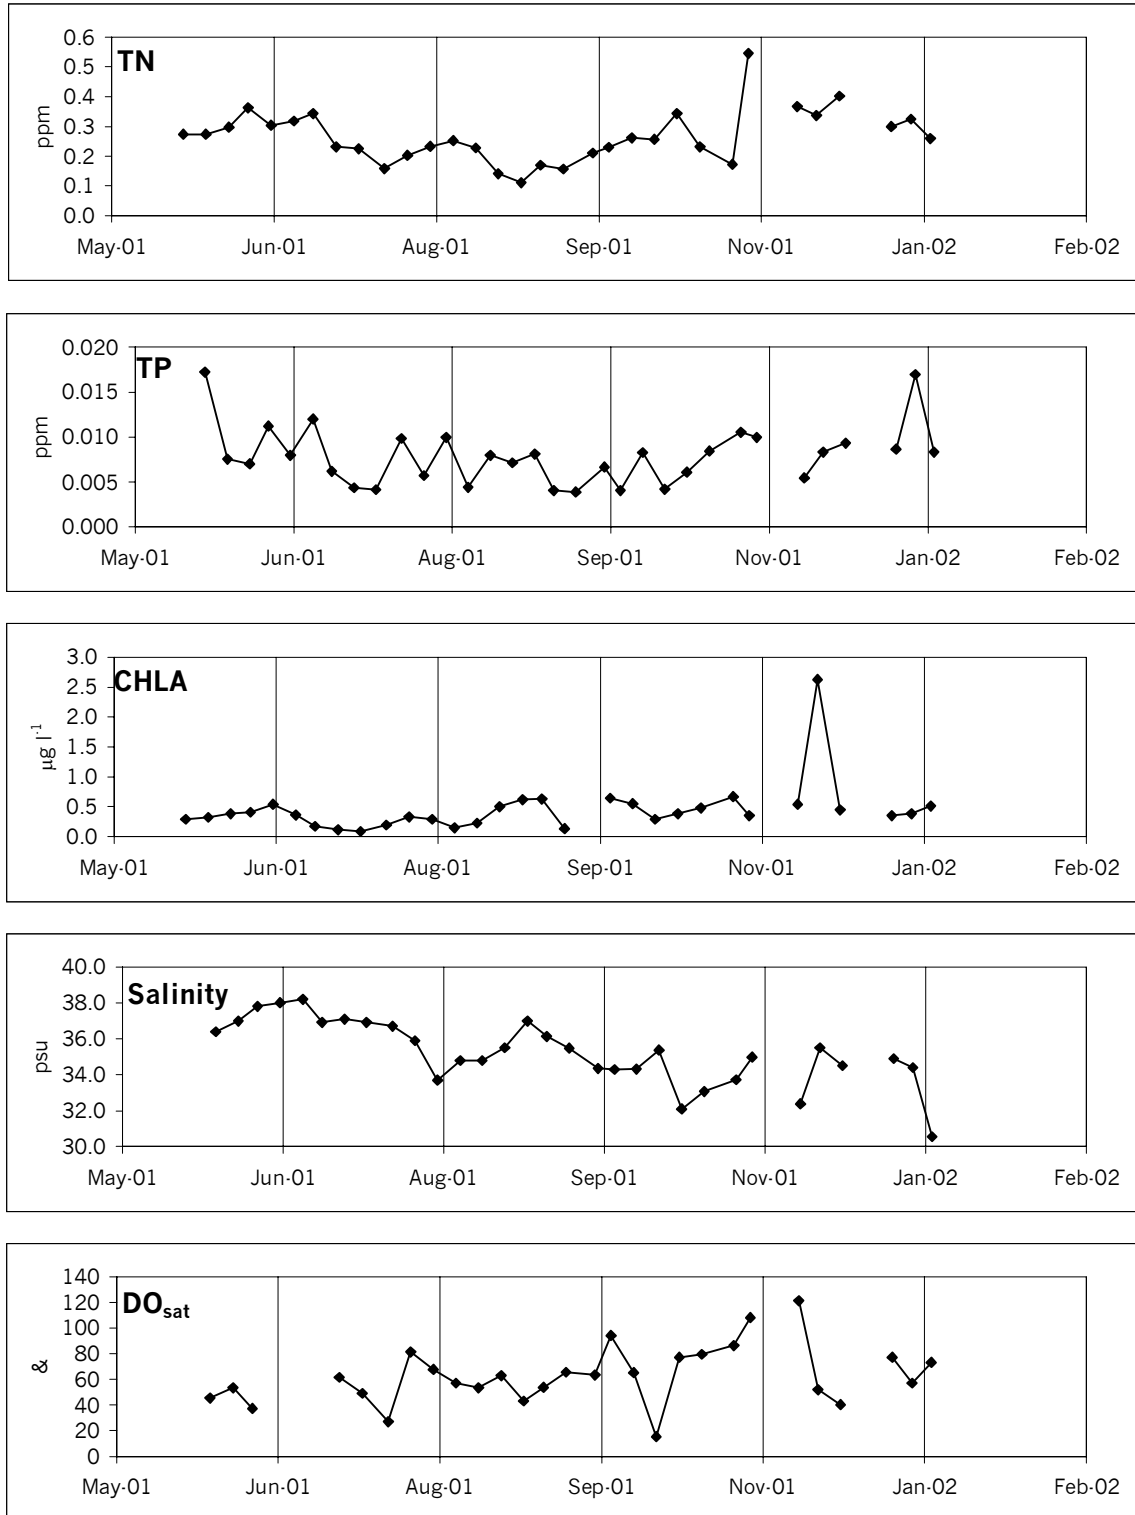 TN
ppm
0.6
0.5
0.4
0.3
0.2
0.1
0.0
May-01 Jun-01 Aug-01 Sep-01 Nov-01 Jan-02 Feb-02
TP
ppm
0.020
0.015
0.010
0.005
0.000
May-01 Jun-01 Aug-01 Sep-01 Nov-01 Jan-02 Feb-02
CHLA
µg l-1
3.0
2.5
2.0
1.5
1.0
0.5
0.0
May-01 Jun-01 Aug-01 Sep-01 Nov-01 Jan-02 Feb-02
Salinity
psu
40.0
38.0
36.0
34.0
32.0
30.0
May-01 Jun-01 Aug-01 Sep-01 Nov-01 Jan-02 Feb-02
DOsat
&
140
120
100
80
60
40
20
0
May-01 Jun-01 Aug-01 Sep-01 Nov-01 Jan-02 Feb-02